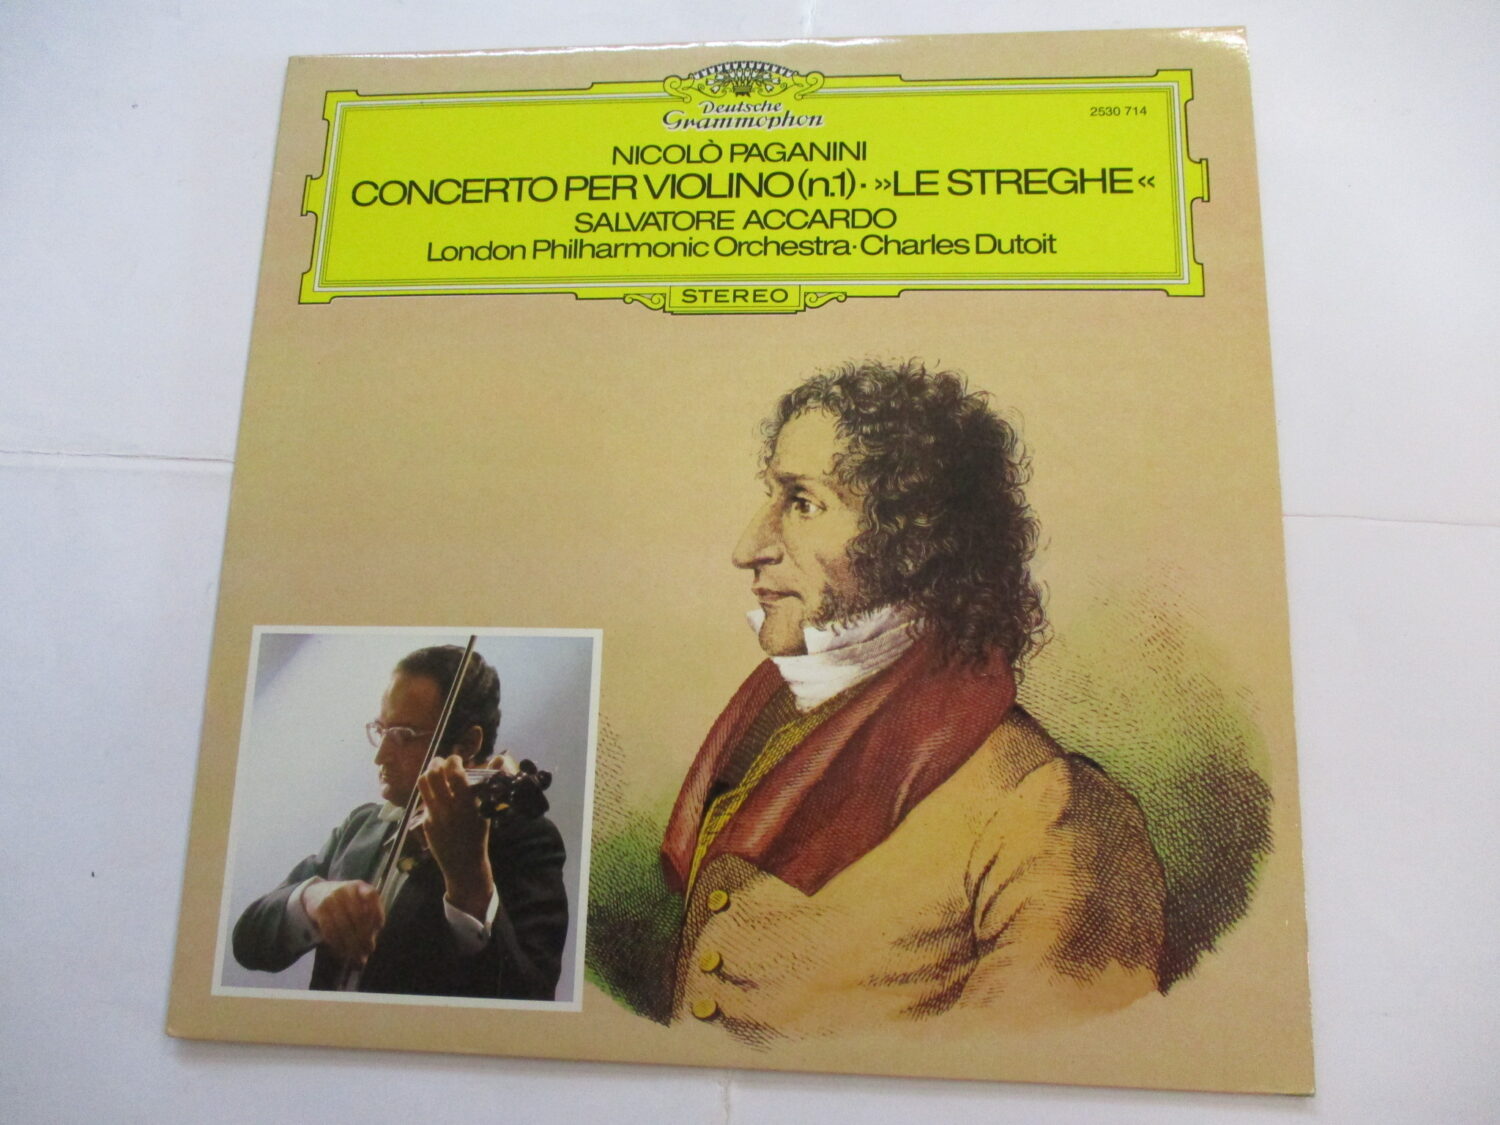 Deutsche
Grammophon
2530 714
NICOLÒ PAGANINI
CONCERTO PER VIOLINO (n.1) · »LE STREGHE«
SALVATORE ACCARDO
London Philharmonic Orchestra · Charles Dutoit
STEREO